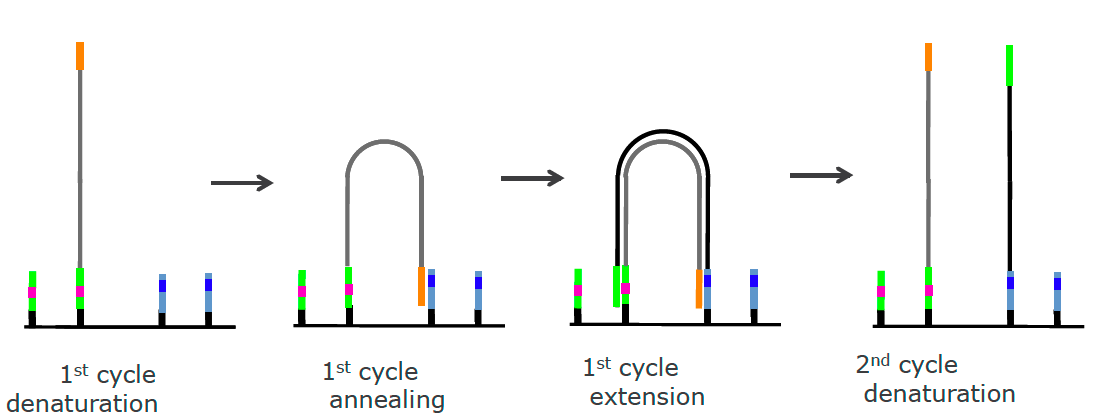 1st cycle
denaturation
1st cycle
annealing
1st cycle
extension
2nd cycle
denaturation